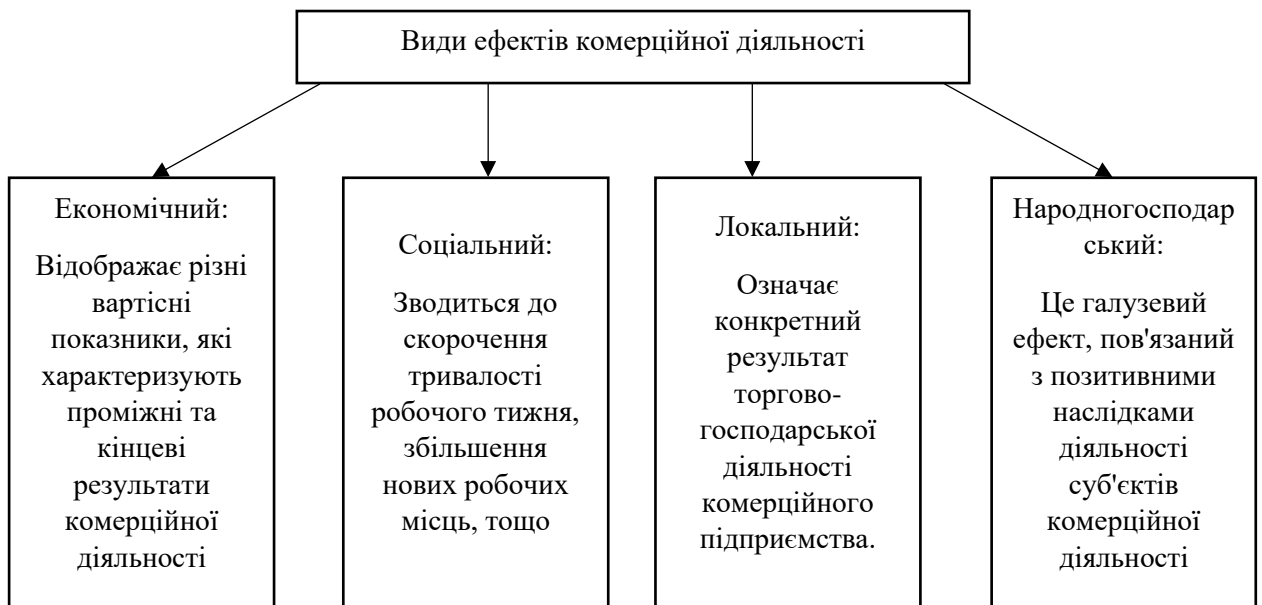 Види ефектів комерційної діяльності
Економічний:
Відображає різні
вартісні
показники, які
характеризують
проміжні та
кінцеві
результати
комерційної
діяльності
Соціальний:
Зводиться до
скорочення
тривалості
робочого тижня,
збільшення
нових робочих
місць, тощо
Локальний:
Означає
конкретний
результат
торгово-
господарської
діяльності
комерційного
підприємства.
Народногосподар
ський:
Це галузевий
ефект, пов'язаний
з позитивними
наслідками
діяльності
суб'єктів
комерційної
діяльності